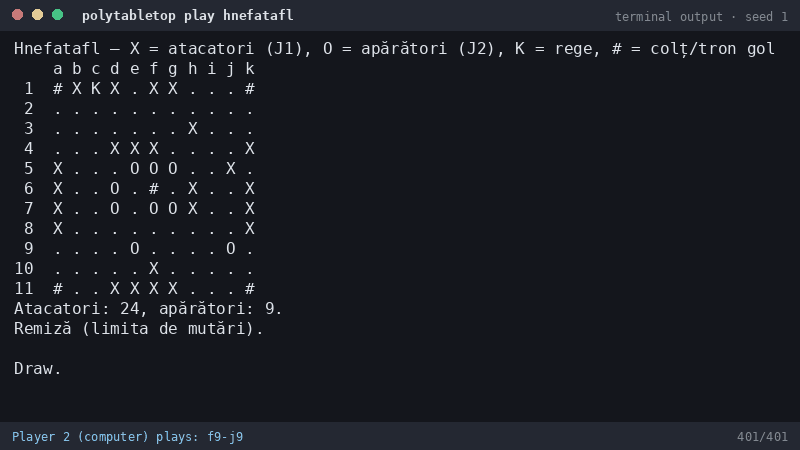 polytabletop play hnefatafl
terminal output · seed 1
Hnefatafl — X = atacatori (J1), O = apărători (J2), K = rege, # = colț/tron gol
    a b c d e f g h i j k
 1  # X K X . X X . . . #
 2  . . . . . . . . . . .
 3  . . . . . . . X . . .
 4  . . . X X X . . . . X
 5  X . . . O O O . . X .
 6  X . . O . # . X . . X
 7  X . . O . O O X . . X
 8  X . . . . . . . . . X
 9  . . . . O . . . . O .
10  . . . . . X . . . . .
11  # . . X X X X . . . #
Atacatori: 24, apărători: 9.
Remiză (limita de mutări).
Draw.
Player 2 (computer) plays: f9-j9
401/401